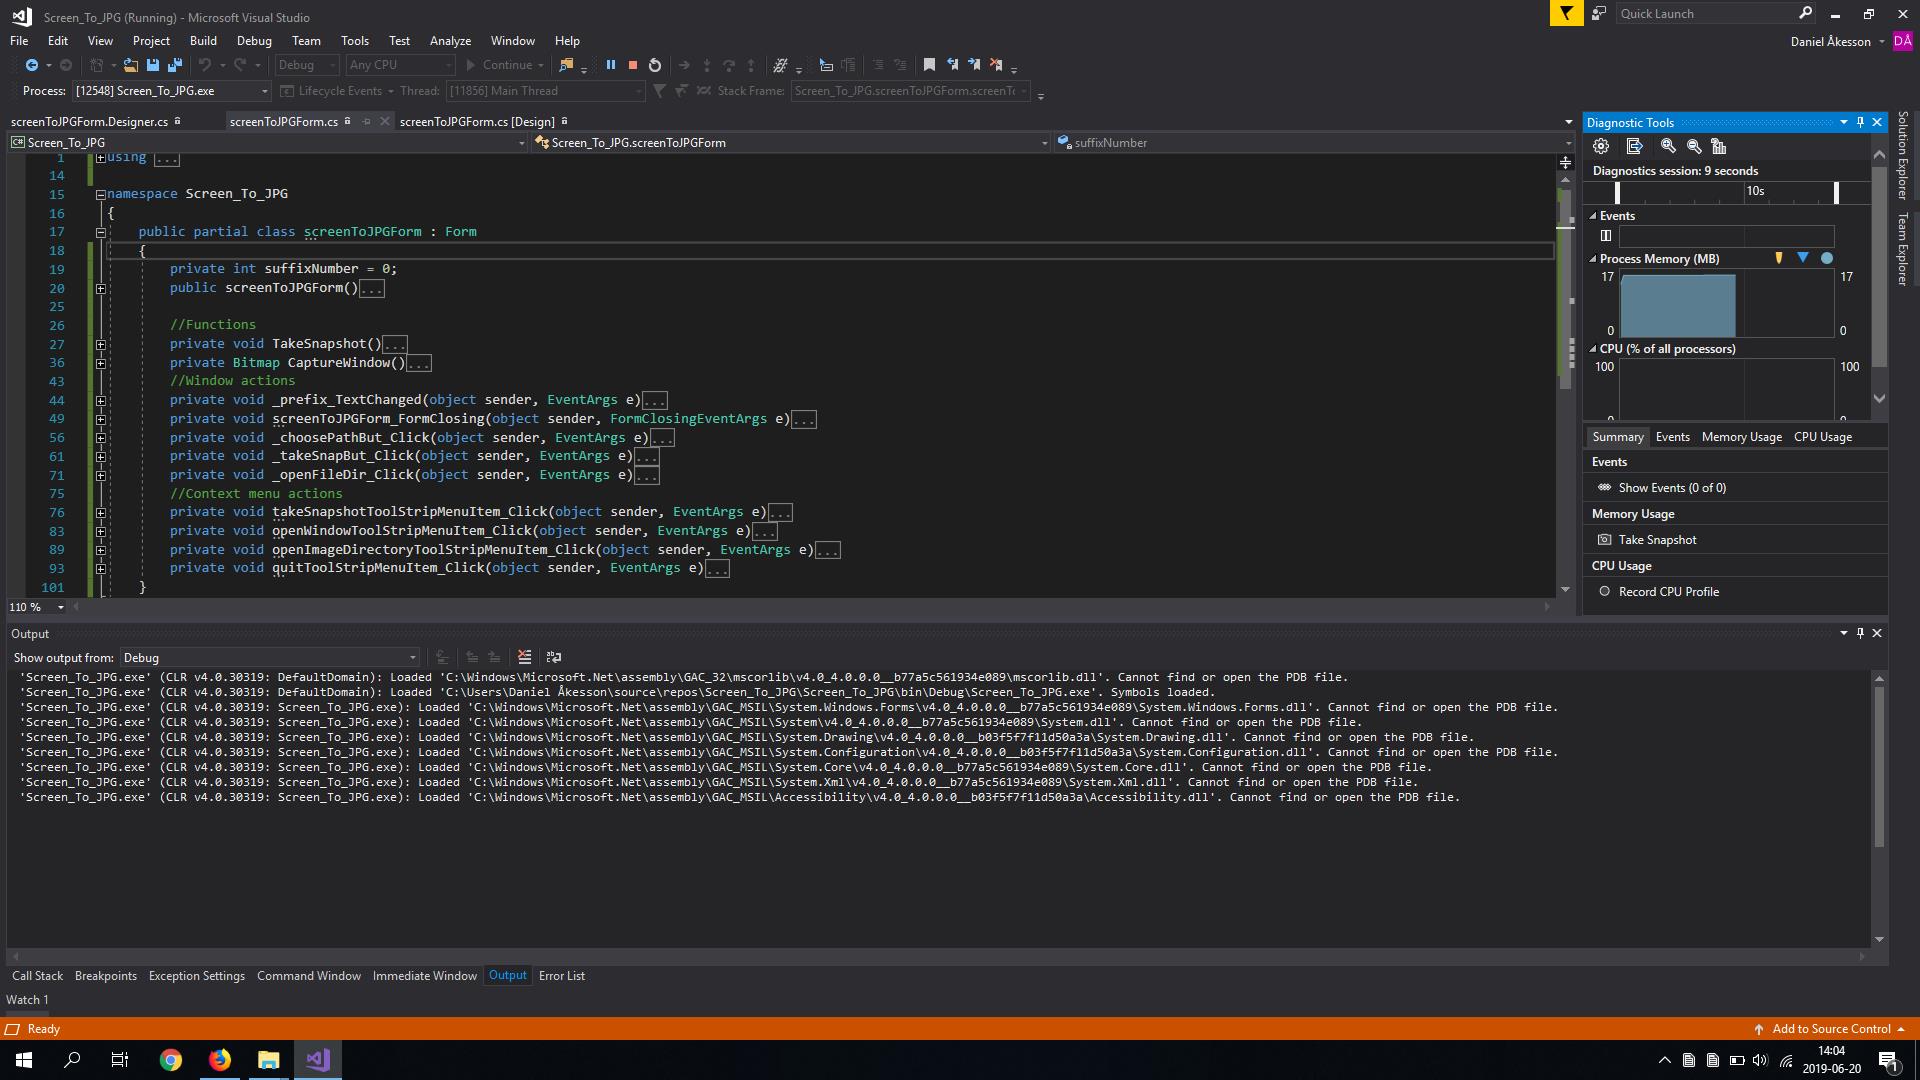 Screen_To_JPG (Running) - Microsoft Visual Studio
Quick Launch
File Edit View Project Build Debug Team Tools Test Analyze Window Help
Daniel Åkesson DÅ
Debug Any CPU Continue
Process: [12548] Screen_To_JPG.exe Lifecycle Events Thread: [11856] Main Thread Stack Frame: Screen_To_JPG.screenToJPGForm.screenTo
screenToJPGForm.Designer.cs screenToJPGForm.cs screenToJPGForm.cs [Design]
C# Screen_To_JPG Screen_To_JPG.screenToJPGForm suffixNumber
1 using ...
14
15 namespace Screen_To_JPG
16 {
17 public partial class screenToJPGForm : Form
18 {
19 private int suffixNumber = 0;
20 public screenToJPGForm()...
25
26 //Functions
27 private void TakeSnapshot()...
36 private Bitmap CaptureWindow()...
43 //Window actions
44 private void _prefix_TextChanged(object sender, EventArgs e)...
49 private void screenToJPGForm_FormClosing(object sender, FormClosingEventArgs e)...
56 private void _choosePathBut_Click(object sender, EventArgs e)...
61 private void _takeSnapBut_Click(object sender, EventArgs e)...
71 private void _openFileDir_Click(object sender, EventArgs e)...
75 //Context menu actions
76 private void takeSnapshotToolStripMenuItem_Click(object sender, EventArgs e)...
83 private void openWindowToolStripMenuItem_Click(object sender, EventArgs e)...
89 private void openImageDirectoryToolStripMenuItem_Click(object sender, EventArgs e)...
93 private void quitToolStripMenuItem_Click(object sender, EventArgs e)...
101 }
110 %
Diagnostic Tools
Diagnostics session: 9 seconds
10s
Events
Process Memory (MB)
17 17
0 0
CPU (% of all processors)
100 100
0 0
Summary Events Memory Usage CPU Usage
Events
Show Events (0 of 0)
Memory Usage
Take Snapshot
CPU Usage
Record CPU Profile
Solution Explorer
Team Explorer
Output
Show output from: Debug
'Screen_To_JPG.exe' (CLR v4.0.30319: DefaultDomain): Loaded 'C:\Windows\Microsoft.Net\assembly\GAC_32\mscorlib\v4.0_4.0.0.0__b77a5c561934e089\mscorlib.dll'. Cannot find or open the PDB file.
'Screen_To_JPG.exe' (CLR v4.0.30319: DefaultDomain): Loaded 'C:\Users\Daniel Åkesson\source\repos\Screen_To_JPG\Screen_To_JPG\bin\Debug\Screen_To_JPG.exe'. Symbols loaded.
'Screen_To_JPG.exe' (CLR v4.0.30319: Screen_To_JPG.exe): Loaded 'C:\Windows\Microsoft.Net\assembly\GAC_MSIL\System.Windows.Forms\v4.0_4.0.0.0__b77a5c561934e089\System.Windows.Forms.dll'. Cannot find or open the PDB file.
'Screen_To_JPG.exe' (CLR v4.0.30319: Screen_To_JPG.exe): Loaded 'C:\Windows\Microsoft.Net\assembly\GAC_MSIL\System\v4.0_4.0.0.0__b77a5c561934e089\System.dll'. Cannot find or open the PDB file.
'Screen_To_JPG.exe' (CLR v4.0.30319: Screen_To_JPG.exe): Loaded 'C:\Windows\Microsoft.Net\assembly\GAC_MSIL\System.Drawing\v4.0_4.0.0.0__b03f5f7f11d50a3a\System.Drawing.dll'. Cannot find or open the PDB file.
'Screen_To_JPG.exe' (CLR v4.0.30319: Screen_To_JPG.exe): Loaded 'C:\Windows\Microsoft.Net\assembly\GAC_MSIL\System.Configuration\v4.0_4.0.0.0__b03f5f7f11d50a3a\System.Configuration.dll'. Cannot find or open the PDB file.
'Screen_To_JPG.exe' (CLR v4.0.30319: Screen_To_JPG.exe): Loaded 'C:\Windows\Microsoft.Net\assembly\GAC_MSIL\System.Core\v4.0_4.0.0.0__b77a5c561934e089\System.Core.dll'. Cannot find or open the PDB file.
'Screen_To_JPG.exe' (CLR v4.0.30319: Screen_To_JPG.exe): Loaded 'C:\Windows\Microsoft.Net\assembly\GAC_MSIL\System.Xml\v4.0_4.0.0.0__b77a5c561934e089\System.Xml.dll'. Cannot find or open the PDB file.
'Screen_To_JPG.exe' (CLR v4.0.30319: Screen_To_JPG.exe): Loaded 'C:\Windows\Microsoft.Net\assembly\GAC_MSIL\Accessibility\v4.0_4.0.0.0__b03f5f7f11d50a3a\Accessibility.dll'. Cannot find or open the PDB file.
Call Stack Breakpoints Exception Settings Command Window Immediate Window Output Error List
Watch 1
Ready
Add to Source Control
14:04
2019-06-20
1